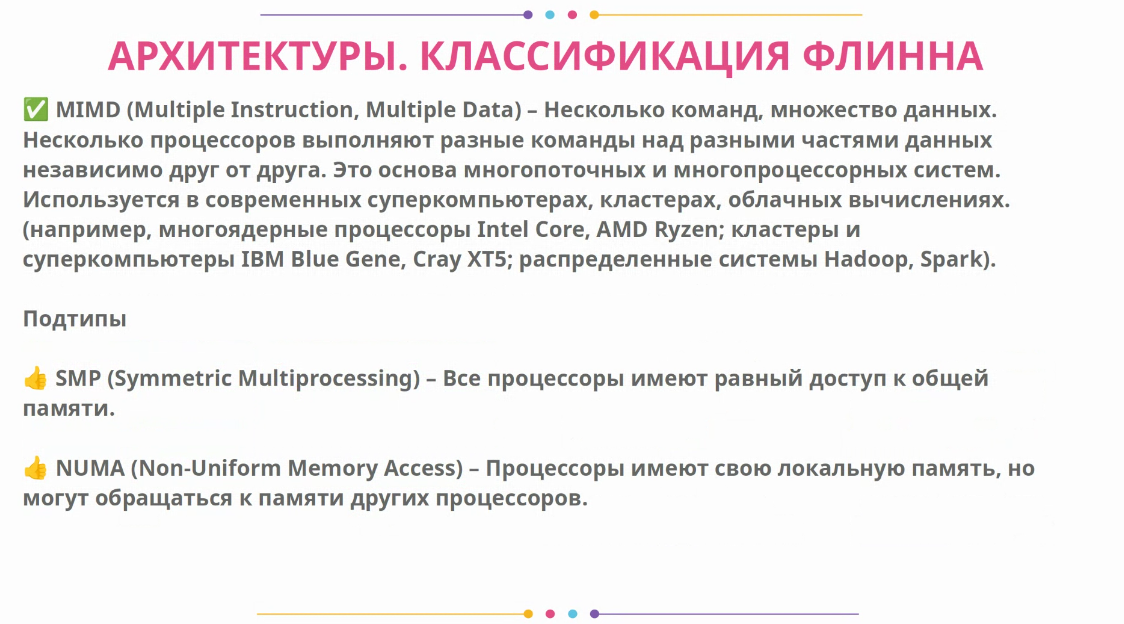 АРХИТЕКТУРЫ. КЛАССИФИКАЦИЯ ФЛИННА
✅ MIMD (Multiple Instruction, Multiple Data) – Несколько команд, множество данных.
Несколько процессоров выполняют разные команды над разными частями данных
независимо друг от друга. Это основа многопоточных и многопроцессорных систем.
Используется в современных суперкомпьютерах, кластерах, облачных вычислениях.
(например, многоядерные процессоры Intel Core, AMD Ryzen; кластеры и
суперкомпьютеры IBM Blue Gene, Cray XT5; распределенные системы Hadoop, Spark).
Подтипы
👍 SMP (Symmetric Multiprocessing) – Все процессоры имеют равный доступ к общей
памяти.
👍 NUMA (Non-Uniform Memory Access) – Процессоры имеют свою локальную память, но
могут обращаться к памяти других процессоров.